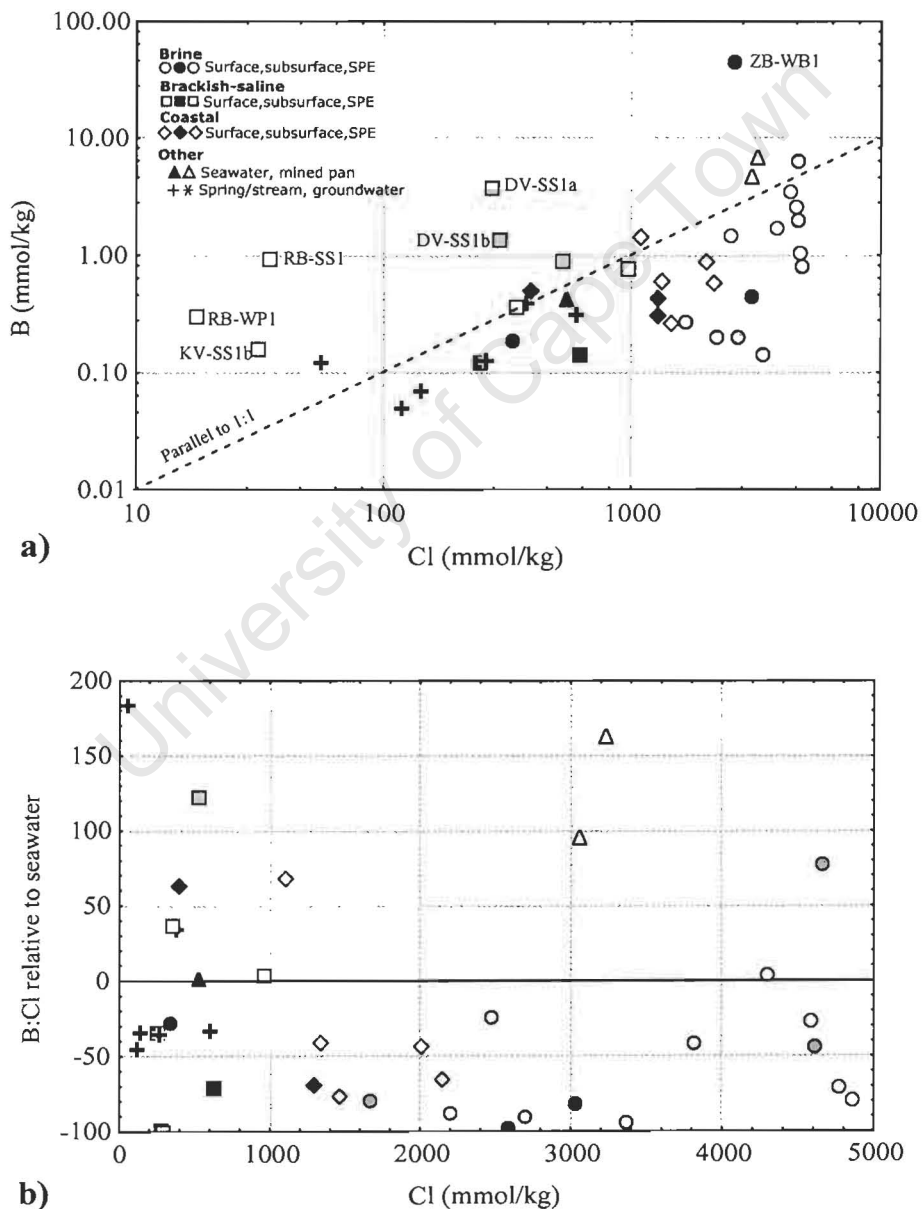 100.00
10.00
1.00
0.10
0.01
B (mmol/kg)
Brine
Surface,subsurface,SPE
Brackish-saline
Surface,subsurface,SPE
Coastal
Surface,subsurface,SPE
Other
Seawater, mined pan
+ * Spring/stream, groundwater
ZB-WB1
DV-SS1a
DV-SS1b
RB-SS1
RB-WP1
KV-SS1b
Parallel to 1:1
10 100 1000 10000
Cl (mmol/kg)
a)
University of Cape Town
200
150
100
50
0
-50
-100
B:Cl relative to seawater
0 1000 2000 3000 4000 5000
Cl (mmol/kg)
b)